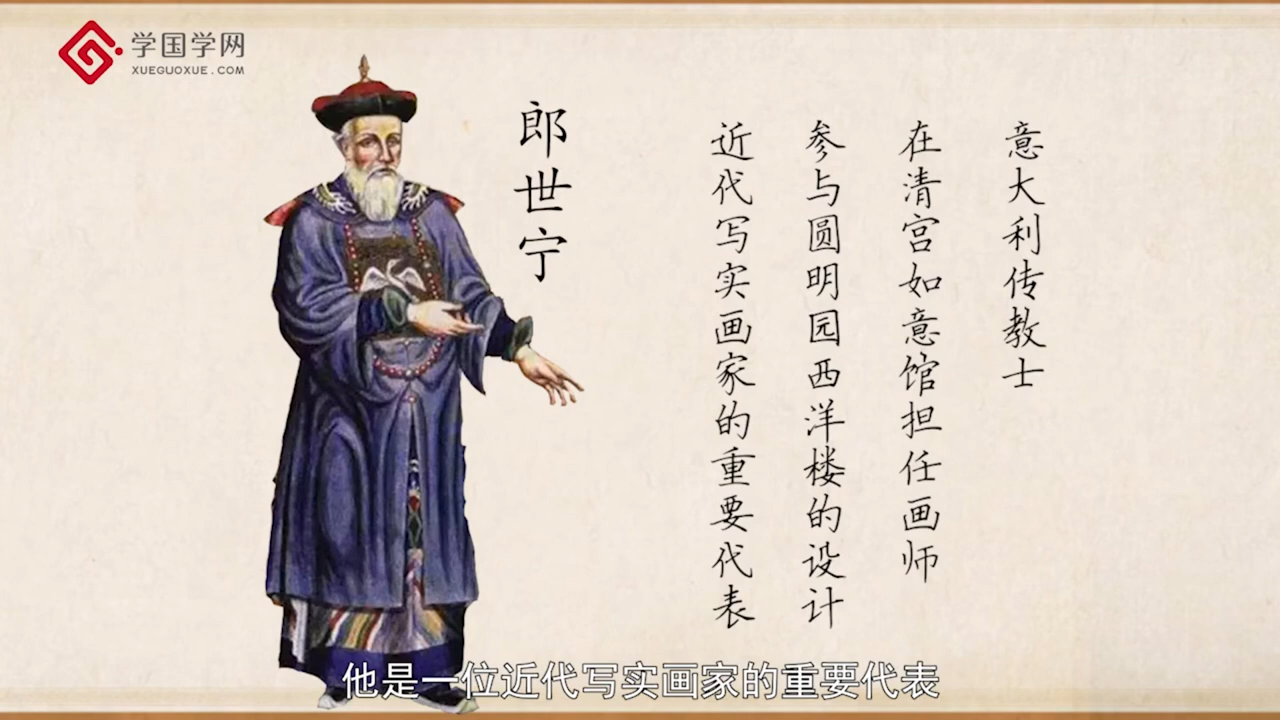 学国学网
XUEGUOXUE.COM
郎世宁
意大利传教士
在清宫如意馆担任画师
参与圆明园西洋楼的设计
近代写实画家的重要代表
他是一位近代写实画家的重要代表